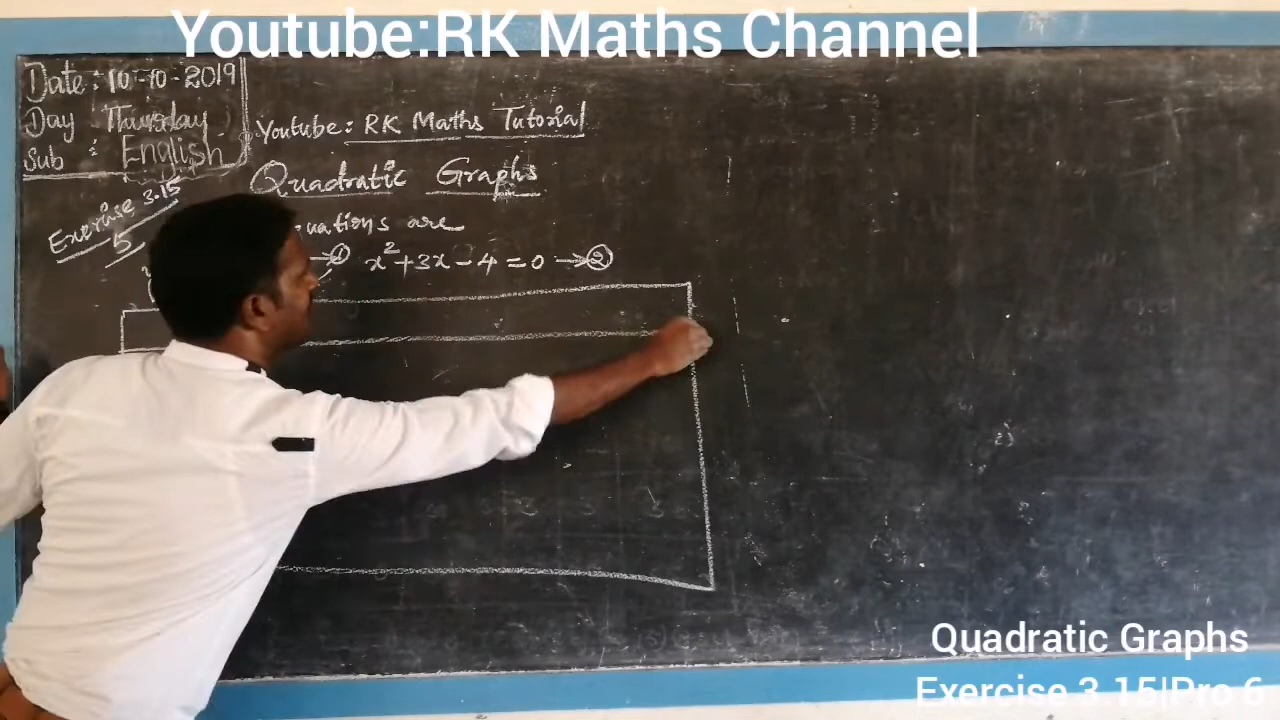 Youtube:RK Maths Channel
Date : 10-10-2019
Day Thursday
Sub : English
Youtube: RK Maths Tutorial
Quadratic Graphs
Exercise 3.15
5
are
① x²+3x-4=0 → ②
Quadratic Graphs
Exercise 3.15|Pro 6